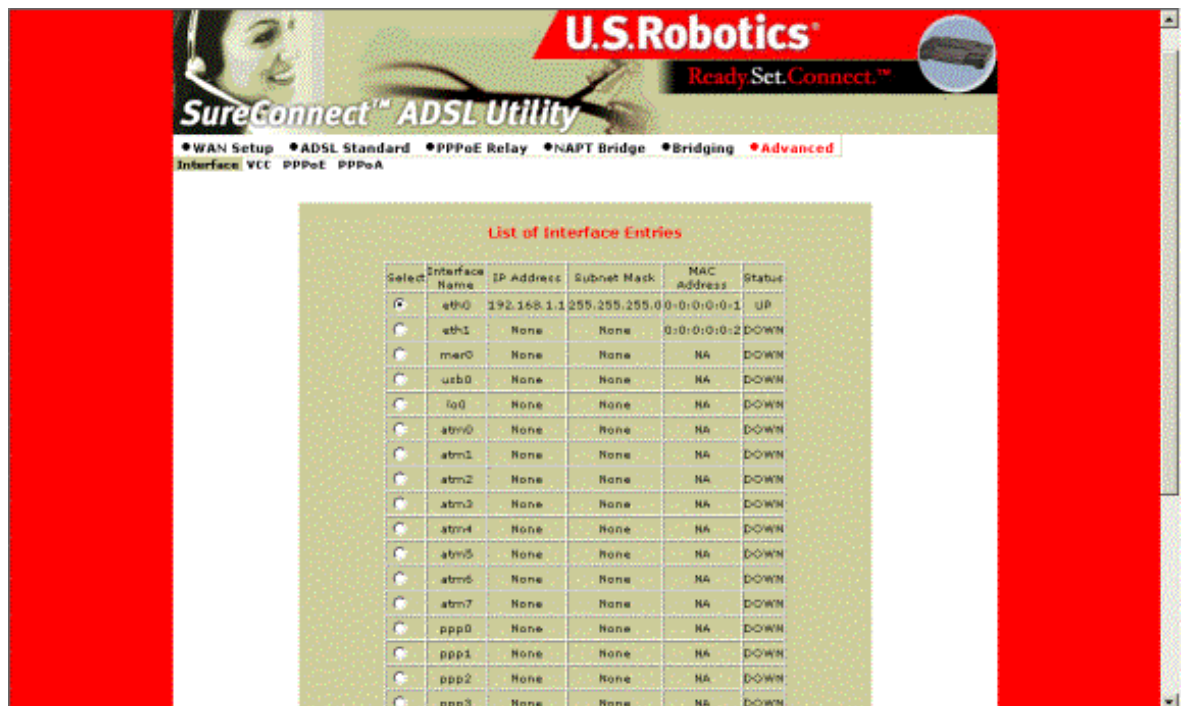 U.S.Robotics®
Ready.Set.Connect.™
SureConnect™ ADSL Utility
WAN Setup ADSL Standard PPPoE Relay NAPT Bridge Bridging Advanced
Interface VCC PPPoE PPPoA
List of Interface Entries
Select Interface Name IP Address Subnet Mask MAC Address Status
eth0 192.168.1.1 255.255.255.0 0:0:0:0:0:1 UP
eth1 None None 0:0:0:0:0:2 DOWN
mer0 None None NA DOWN
usb0 None None NA DOWN
lo0 None None NA DOWN
atm0 None None NA DOWN
atm1 None None NA DOWN
atm2 None None NA DOWN
atm3 None None NA DOWN
atm4 None None NA DOWN
atm5 None None NA DOWN
atm6 None None NA DOWN
atm7 None None NA DOWN
ppp0 None None NA DOWN
ppp1 None None NA DOWN
ppp2 None None NA DOWN
ppp3 None None NA DOWN